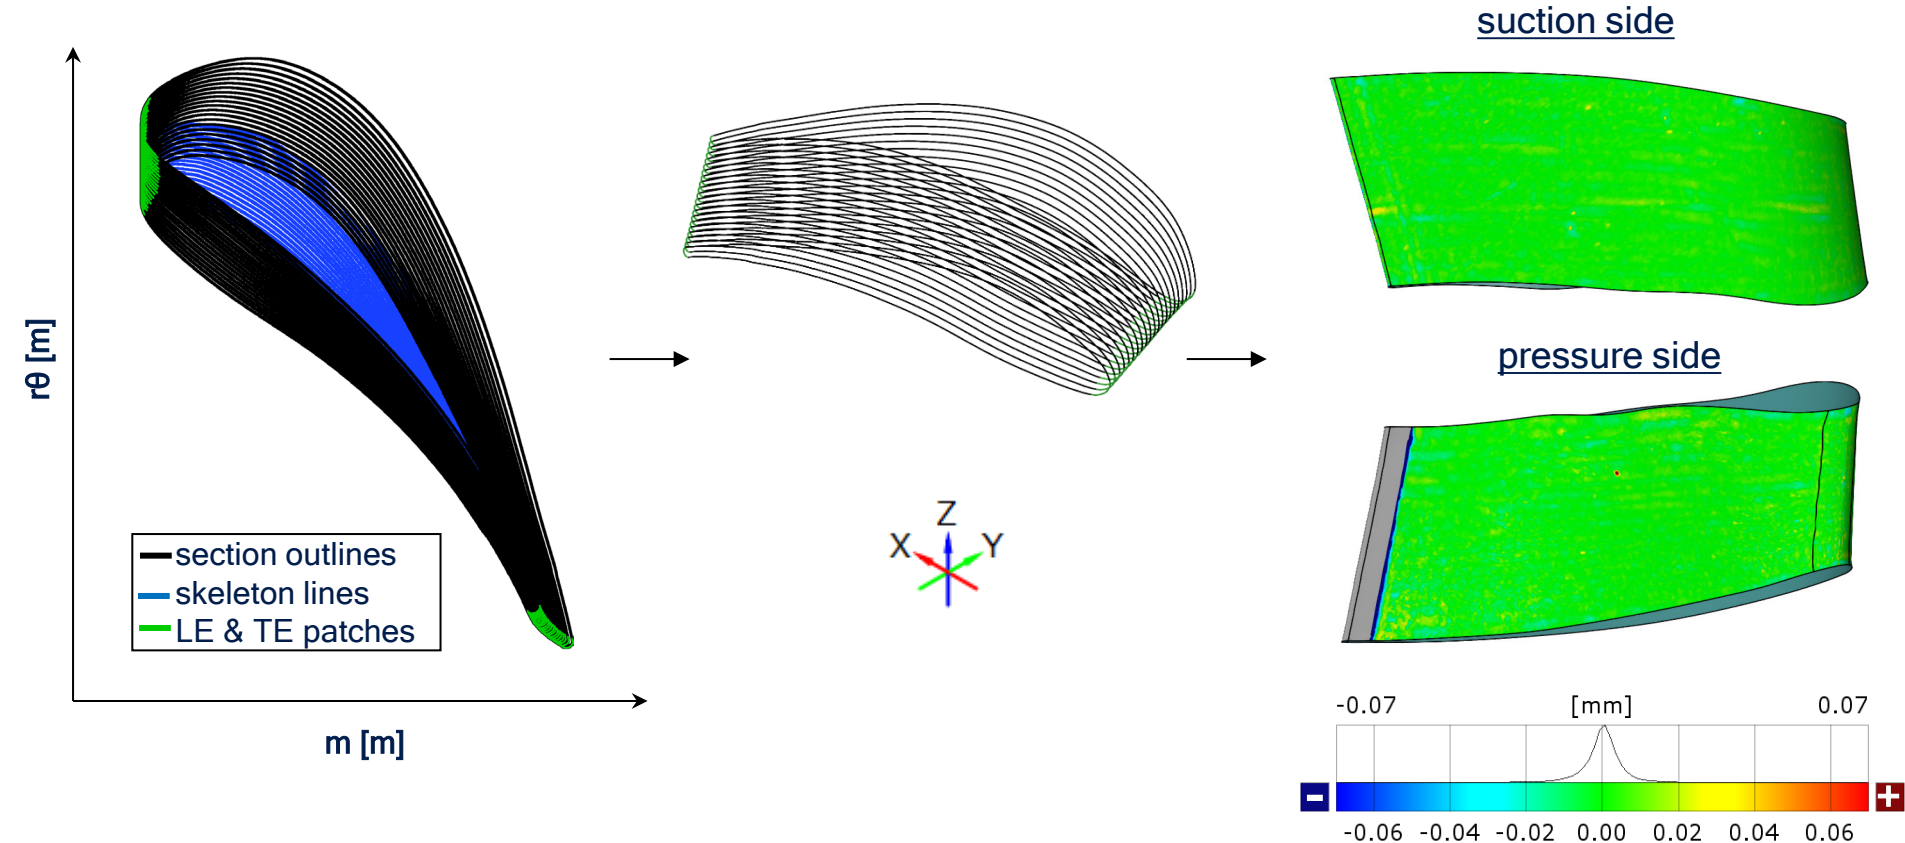 suction side
rθ [m]
m [m]
section outlines
skeleton lines
LE & TE patches
Z
X
Y
pressure side
-0.07 [mm] 0.07
- +
-0.06 -0.04 -0.02 0.00 0.02 0.04 0.06